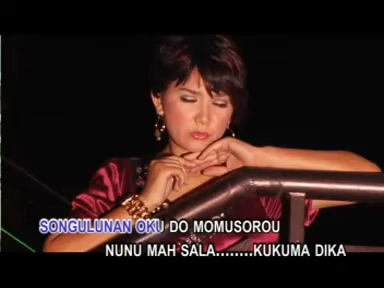 SONGULUNAN OKU DO MOMUSOROU
NUNU MAH SALA........KUKUMA DIKA